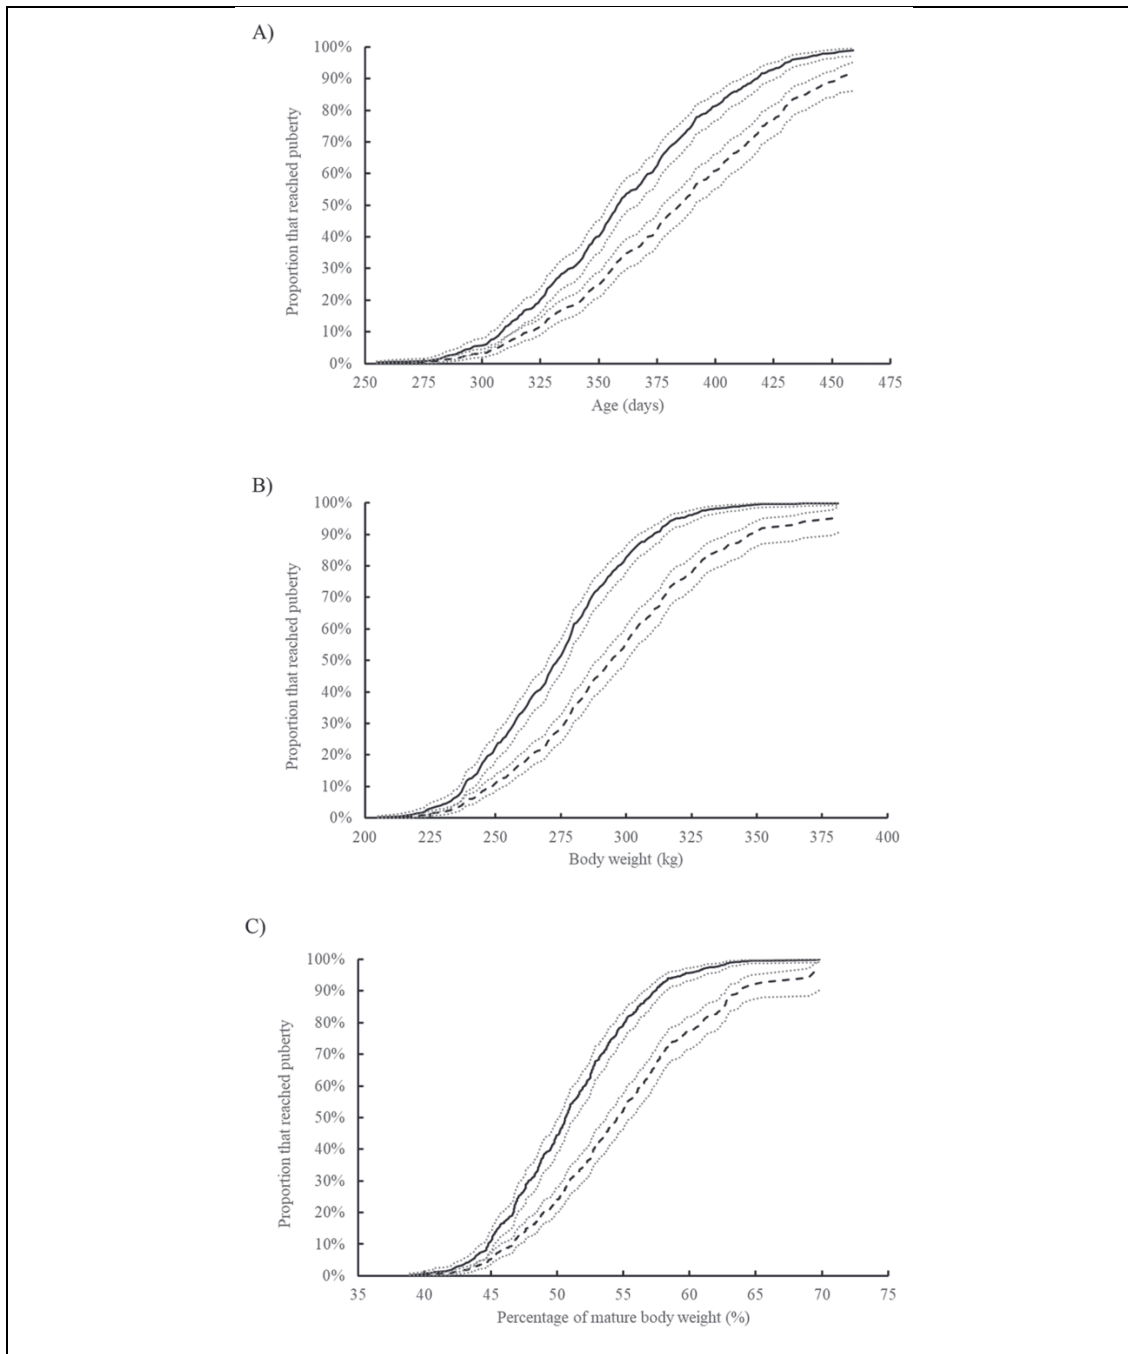 A)
100%
90%
80%
70%
60%
50%
40%
30%
20%
10%
0%
Proportion that reached puberty
250 275 300 325 350 375 400 425 450 475
Age (days)
B)
100%
90%
80%
70%
60%
50%
40%
30%
20%
10%
0%
Proportion that reached puberty
200 225 250 275 300 325 350 375 400
Body weight (kg)
C)
100%
90%
80%
70%
60%
50%
40%
30%
20%
10%
0%
Proportion that reached puberty
35 40 45 50 55 60 65 70 75
Percentage of mature body weight (%)